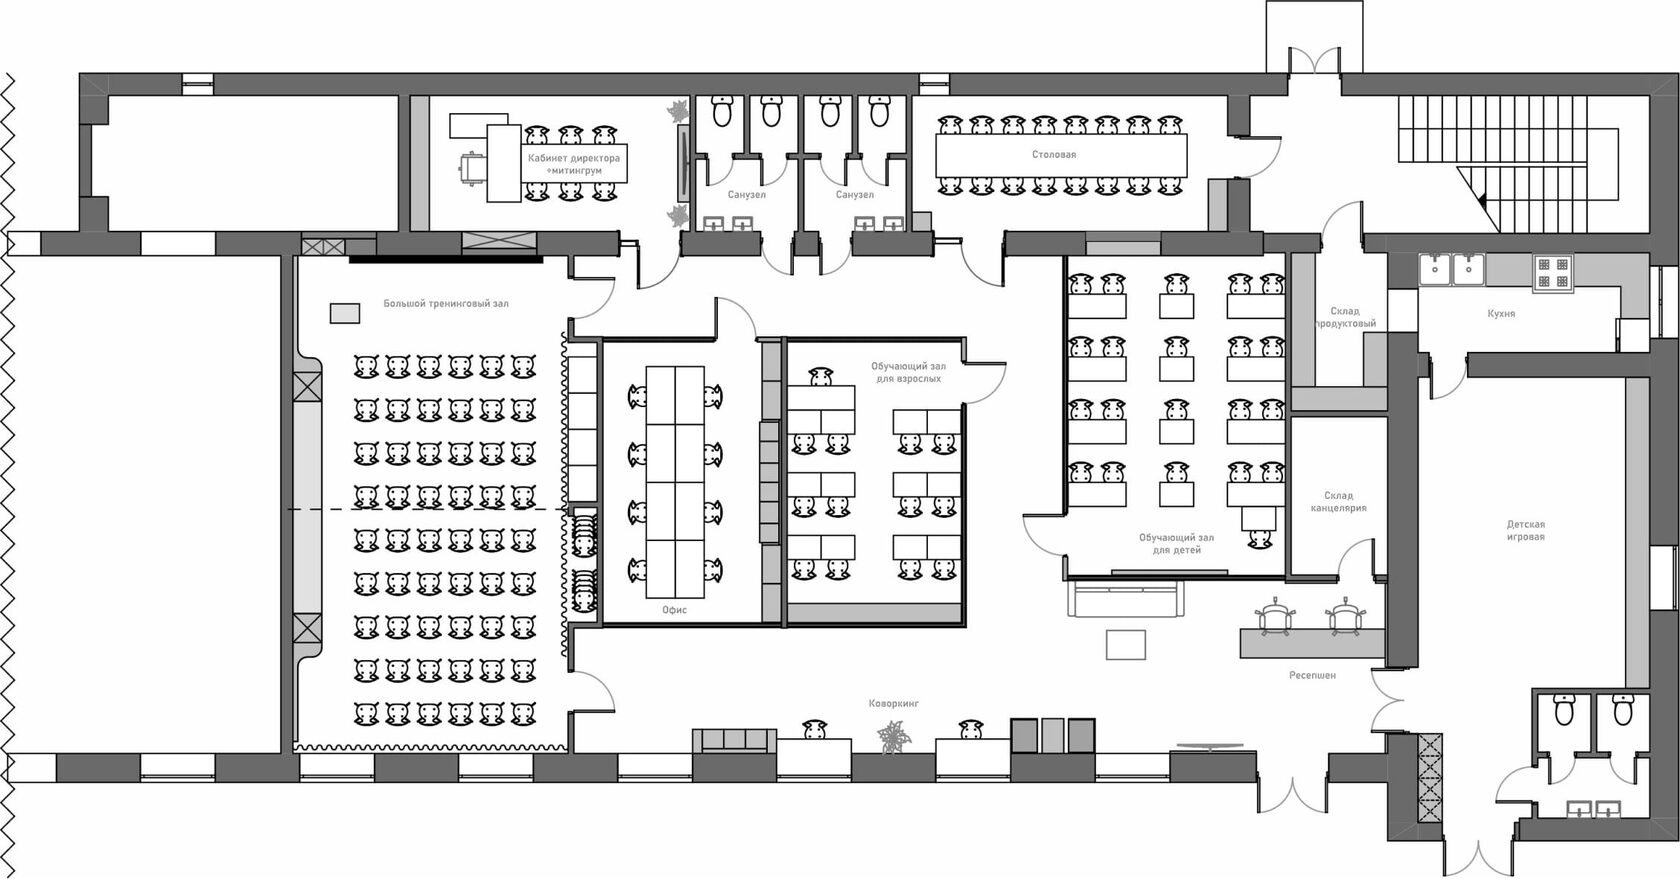 Кабинет директора
+митингрум
Санузел
Санузел
Столовая
Большой тренинговый зал
Склад
продуктовый
Кухня
Обучающий зал
для взрослых
Склад
канцелярия
Детская
игровая
Обучающий зал
для детей
Офис
Ресепшен
Коворкинг